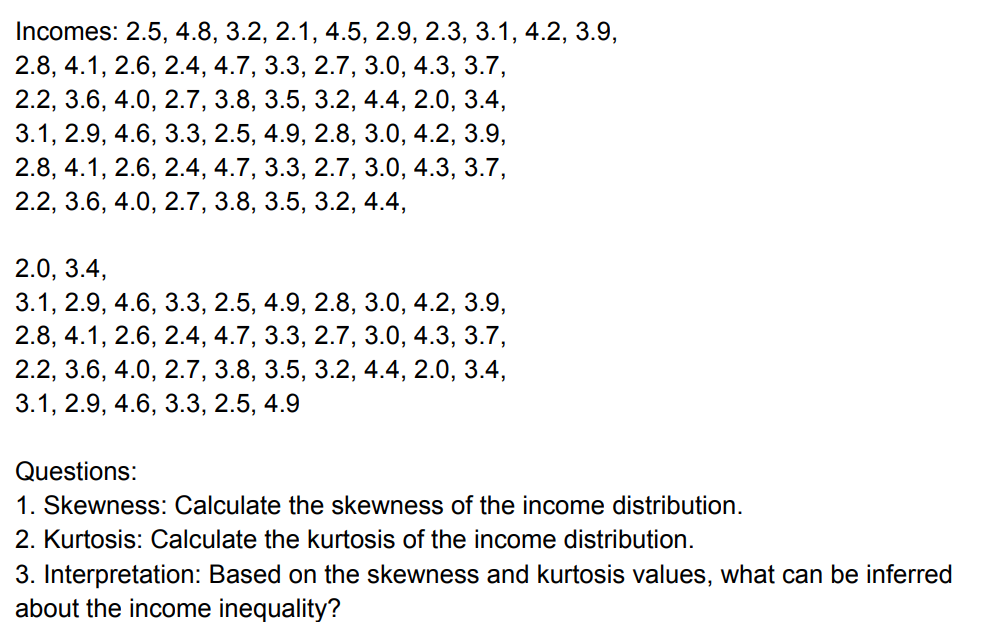 Incomes: 2.5, 4.8, 3.2, 2.1, 4.5, 2.9, 2.3, 3.1, 4.2, 3.9,
2.8, 4.1, 2.6, 2.4, 4.7, 3.3, 2.7, 3.0, 4.3, 3.7,
2.2, 3.6, 4.0, 2.7, 3.8, 3.5, 3.2, 4.4, 2.0, 3.4,
3.1, 2.9, 4.6, 3.3, 2.5, 4.9, 2.8, 3.0, 4.2, 3.9,
2.8, 4.1, 2.6, 2.4, 4.7, 3.3, 2.7, 3.0, 4.3, 3.7,
2.2, 3.6, 4.0, 2.7, 3.8, 3.5, 3.2, 4.4,
2.0, 3.4,
3.1, 2.9, 4.6, 3.3, 2.5, 4.9, 2.8, 3.0, 4.2, 3.9,
2.8, 4.1, 2.6, 2.4, 4.7, 3.3, 2.7, 3.0, 4.3, 3.7,
2.2, 3.6, 4.0, 2.7, 3.8, 3.5, 3.2, 4.4, 2.0, 3.4,
3.1, 2.9, 4.6, 3.3, 2.5, 4.9
Questions:
1. Skewness: Calculate the skewness of the income distribution.
2. Kurtosis: Calculate the kurtosis of the income distribution.
3. Interpretation: Based on the skewness and kurtosis values, what can be inferred
about the income inequality?